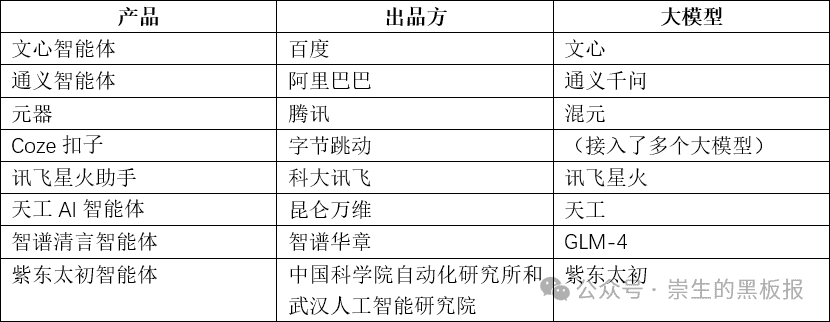 产品 出品方 大模型
文心智能体 百度 文心
通义智能体 阿里巴巴 通义千问
元器 腾讯 混元
Coze 扣子 字节跳动 （接入了多个大模型）
讯飞星火助手 科大讯飞 讯飞星火
天工 AI 智能体 昆仑万维 天工
智谱清言智能体 智谱华章 GLM-4
紫东太初智能体 中国科学院自动化研究所和 紫东太初
武汉人工智能研究院
公众号 · 崇生的黑板报